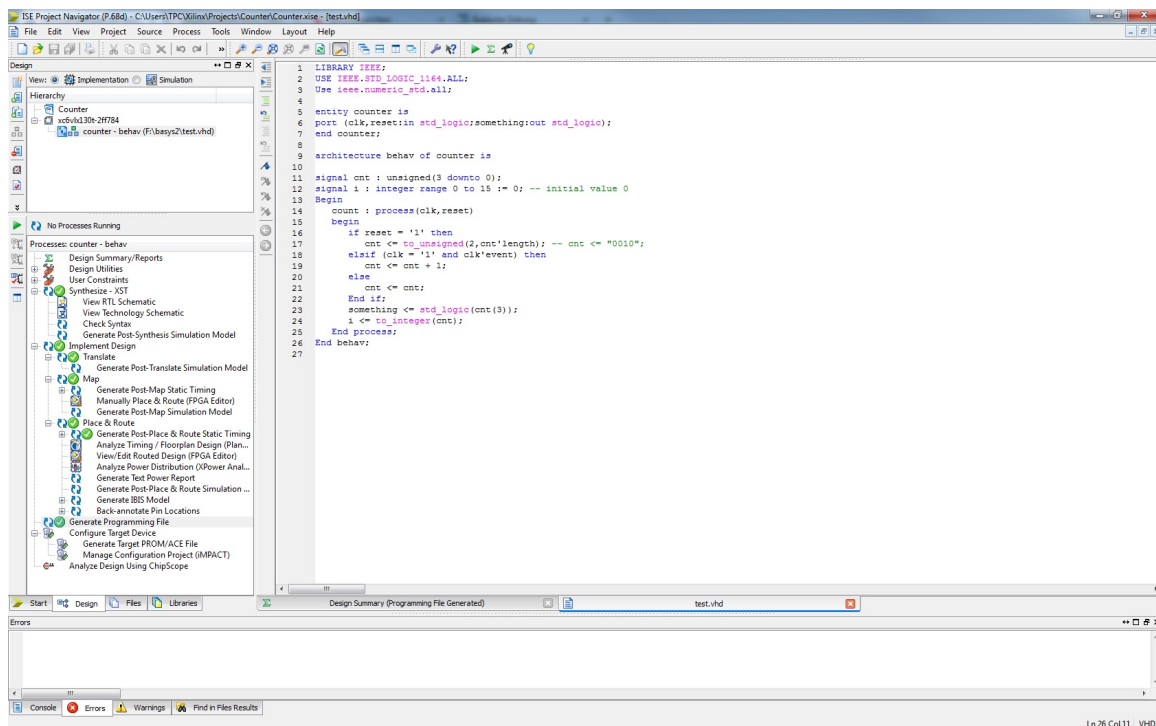 ISE Project Navigator (P.68d) - C:\Users\TPC\Xilinx\Projects\Counter\Counter.xise - [test.vhd]
File Edit View Project Source Process Tools Window Layout Help
Design
View: Implementation Simulation
Hierarchy
Counter
xc6vlx130t-2ff784
counter - behav (F:\basys2\test.vhd)
No Processes Running
Processes: counter - behav
Design Summary/Reports
Design Utilities
User Constraints
Synthesize - XST
View RTL Schematic
View Technology Schematic
Check Syntax
Generate Post-Synthesis Simulation Model
Implement Design
Translate
Generate Post-Translate Simulation Model
Map
Generate Post-Map Static Timing
Manually Place & Route (FPGA Editor)
Generate Post-Map Simulation Model
Place & Route
Generate Post-Place & Route Static Timing
Analyze Timing / Floorplan Design (Plan...
View/Edit Routed Design (FPGA Editor)
Analyze Power Distribution (XPower Anal...
Generate Text Power Report
Generate Post-Place & Route Simulation ...
Generate IBIS Model
Back-annotate Pin Locations
Generate Programming File
Configure Target Device
Generate Target PROM/ACE File
Manage Configuration Project (iMPACT)
Analyze Design Using ChipScope
Start Design Files Libraries
1 LIBRARY IEEE;
2 USE IEEE.STD_LOGIC_1164.ALL;
3 Use ieee.numeric_std.all;
4
5 entity counter is
6 port (clk,reset:in std_logic;something:out std_logic);
7 end counter;
8
9 architecture behav of counter is
10
11 signal cnt : unsigned(3 downto 0);
12 signal i : integer range 0 to 15 := 0; -- initial value 0
13 Begin
14 count : process(clk,reset)
15 begin
16 if reset = '1' then
17 cnt <= to_unsigned(2,cnt'length); -- cnt <= "0010";
18 elsif (clk = '1' and clk'event) then
19 cnt <= cnt + 1;
20 else
21 cnt <= cnt;
22 End if;
23 something <= std_logic(cnt(3));
24 i <= to_integer(cnt);
25 End process;
26 End behav;
27
Design Summary (Programming File Generated)
test.vhd
Errors
Console Errors Warnings Find in Files Results
Ln 26 Col 11 VHD